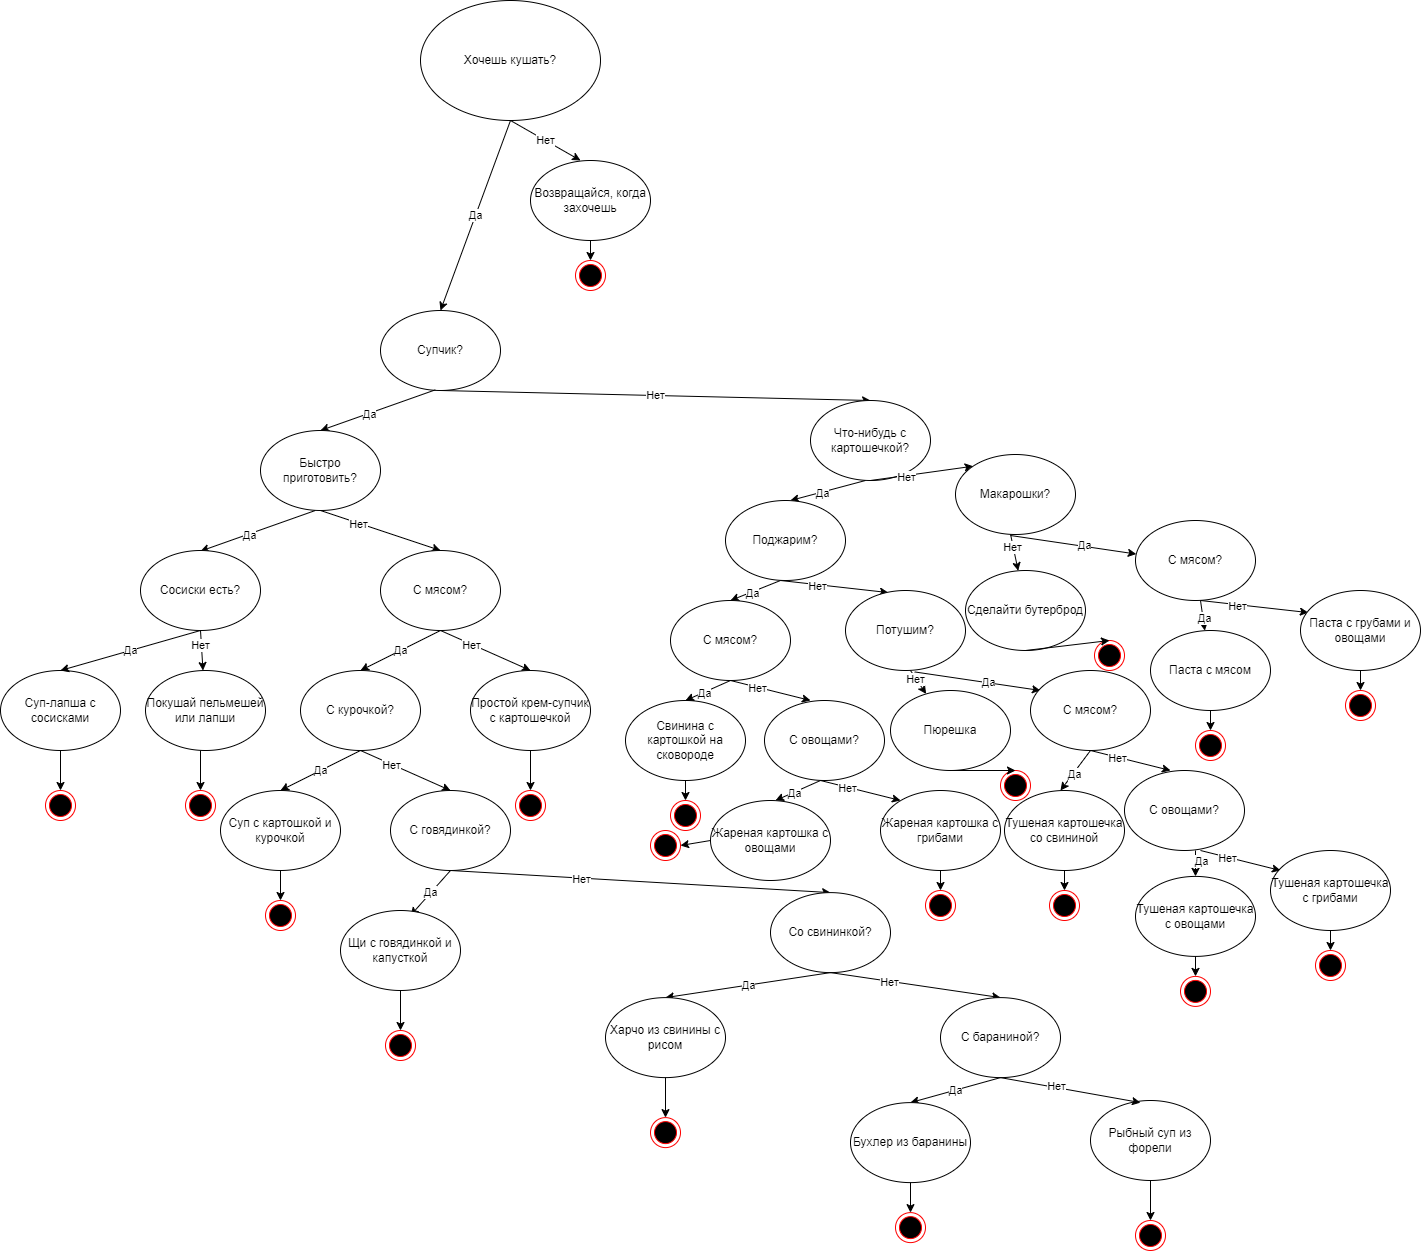 Хочешь кушать?
Нет
Возвращайся, когда
захочешь
Да
Супчик?
Да
Нет
Что-нибудь с
картошечкой?
Быстро
приготовить?
Да
Нет
Макарошки?
Да
Нет
Поджарим?
Нет
Да
С мясом?
Сосиски есть?
С мясом?
Да
Нет
Сделайти бутерброд
Да
Нет
Паста с грубами и
овощами
С мясом?
Потушим?
Паста с мясом
Да
Нет
Да
Нет
Нет
Да
Суп-лапша с
сосисками
Покушай пельмешей
или лапши
С курочкой?
Простой крем-супчик
с картошечкой
Да
Нет
С мясом?
Свинина с
картошкой на
сковороде
С овощами?
Пюрешка
Да
Нет
Да
Нет
Да
Нет
Суп с картошкой и
курочкой
С говядинкой?
Жареная картошка с
овощами
Жареная картошка с
грибами
Тушеная картошечка
со свининой
С овощами?
Да
Нет
Да
Нет
Тушеная картошечка
с овощами
Тушеная картошечка
с грибами
Щи с говядинкой и
капусткой
Со свининкой?
Да
Нет
Харчо из свинины с
рисом
С бараниной?
Да
Нет
Бухлер из баранины
Рыбный суп из
форели